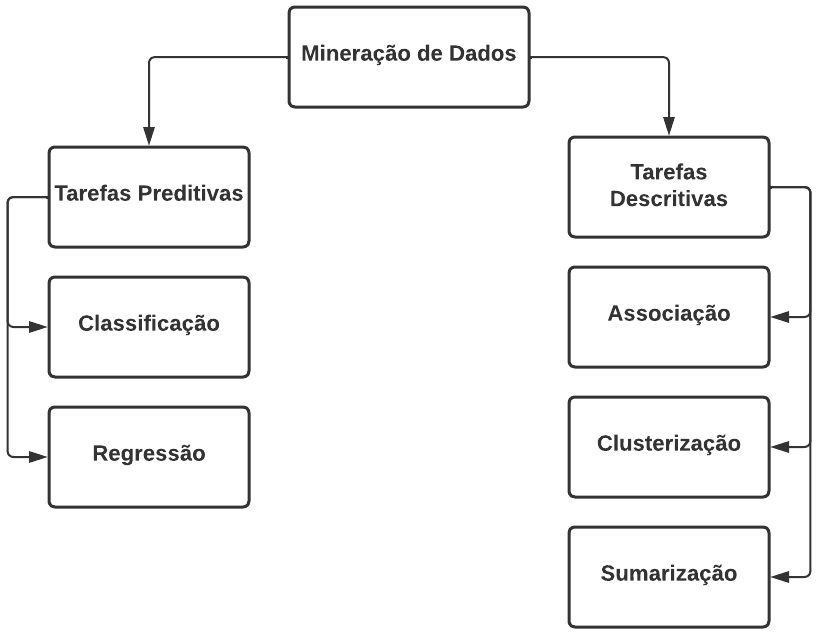 Mineração de Dados
Tarefas Preditivas
Classificação
Regressão
Tarefas
Descritivas
Associação
Clusterização
Sumarização